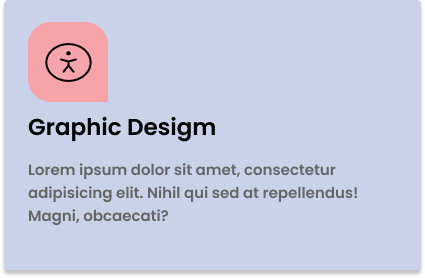 Graphic Desigm
Lorem ipsum dolor sit amet, consectetur
adipisicing elit. Nihil qui sed at repellendus!
Magni, obcaecati?